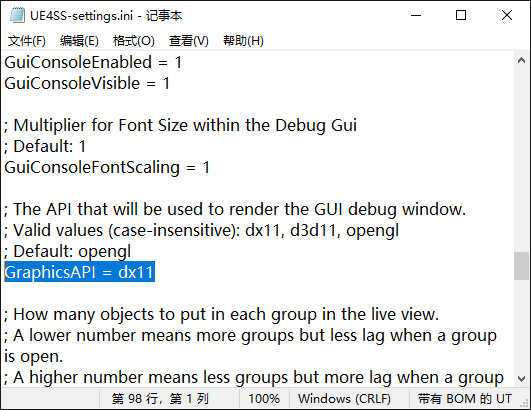 UE4SS-settings.ini - 记事本
文件(F) 编辑(E) 格式(O) 查看(V) 帮助(H)
GuiConsoleEnabled = 1
GuiConsoleVisible = 1
; Multiplier for Font Size within the Debug Gui
; Default: 1
GuiConsoleFontScaling = 1
; The API that will be used to render the GUI debug window.
; Valid values (case-insensitive): dx11, d3d11, opengl
; Default: opengl
GraphicsAPI = dx11
; How many objects to put in each group in the live view.
; A lower number means more groups but less lag when a group
is open.
; A higher number means less groups but more lag when a group
第 98 行，第 1 列 100% Windows (CRLF) 带有 BOM 的 UT